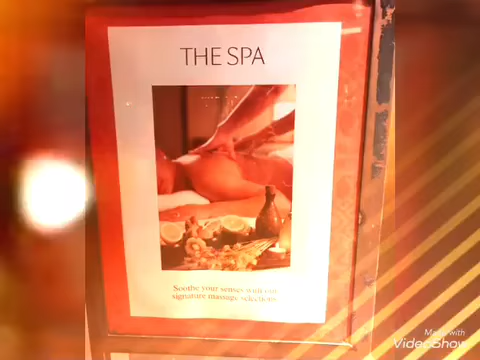 THE SPA
Soothe your senses with our
signature massage selections
Made with
VideoShow